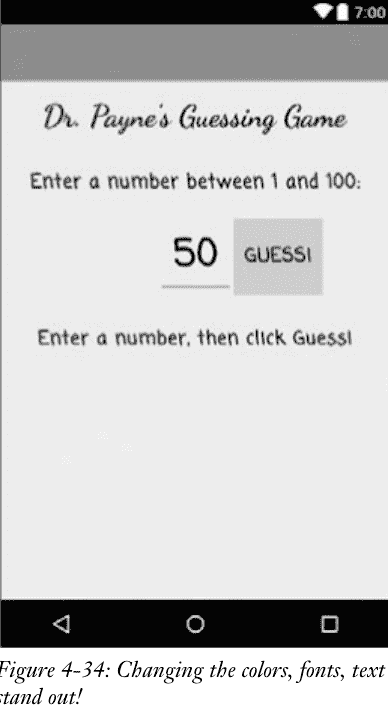 7:00
Dr. Payne's Guessing Game
Enter a number between 1 and 100:
50 GUESS!
Enter a number, then click Guess!
Figure 4-34: Changing the colors, fonts, text
stand out!